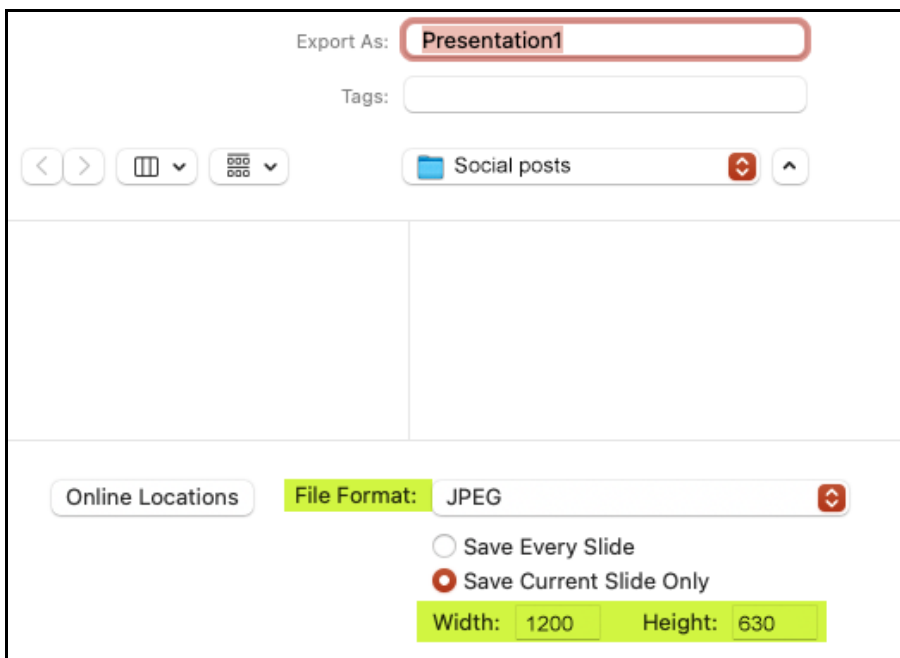 Export As: Presentation1
Tags:
Social posts
Online Locations File Format: JPEG
Save Every Slide
Save Current Slide Only
Width: 1200 Height: 630